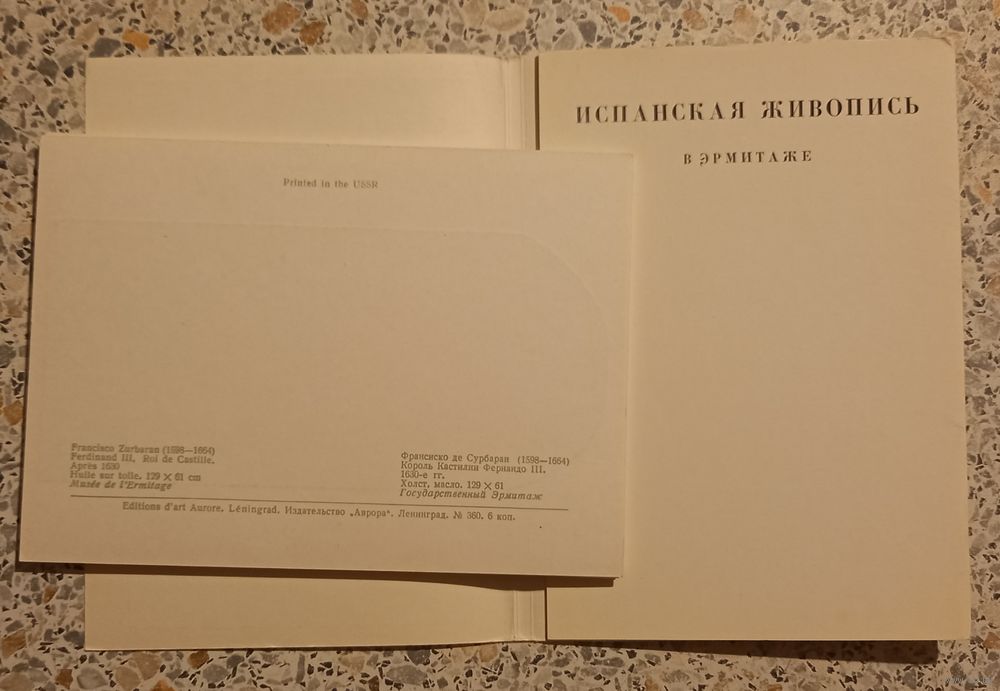 ИСПАНСКАЯ ЖИВОПИСЬ
В ЭРМИТАЖЕ
Printed in the USSR
Francisco Zurbaran (1598—1664)
Ferdinand III. Roi de Castille.
Après 1630
Huile sur toile. 129 × 61 cm
Musée de l'Ermitage
Франсиско де Сурбаран (1598—1664)
Король Кастилии Фернандо III.
1630-е гг.
Холст, масло. 129 × 61
Государственный Эрмитаж
Editions d'art Aurore. Léningrad. Издательство „Аврора“. Ленинград. № 360. 6 коп.